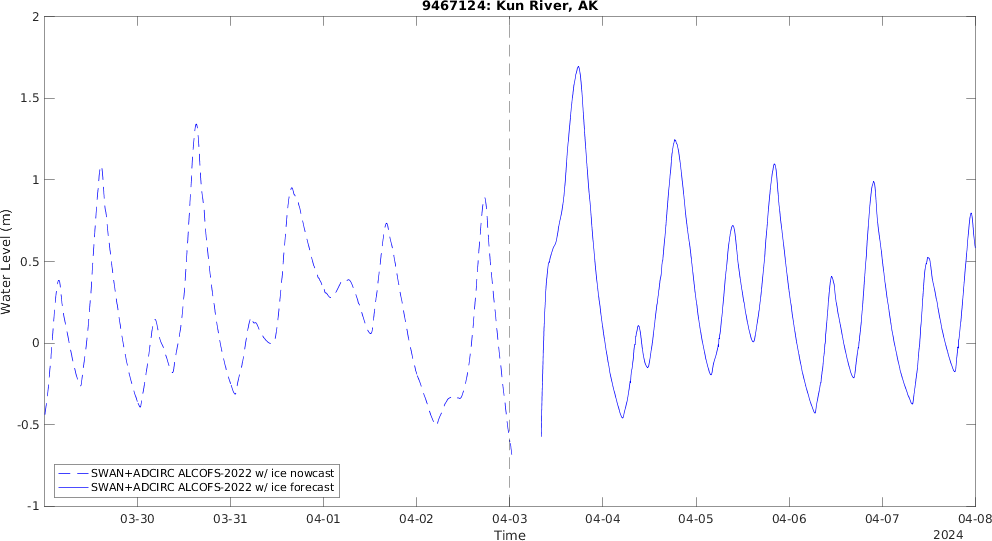 9467124: Kun River, AK
Water Level (m)
2
1.5
1
0.5
0
-0.5
-1
SWAN+ADCIRC ALCOFS-2022 w/ ice nowcast
SWAN+ADCIRC ALCOFS-2022 w/ ice forecast
03-30 03-31 04-01 04-02 04-03 04-04 04-05 04-06 04-07 04-08
Time
2024